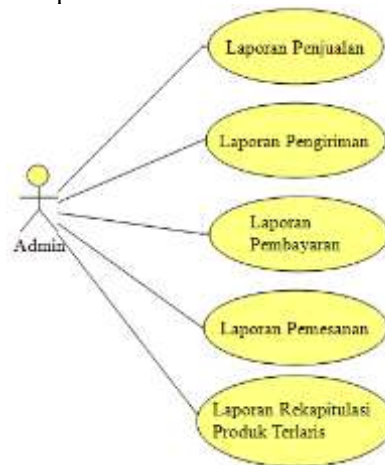 Laporan Penjualan
Laporan Pengiriman
Admin
Laporan
Pembayaran
Laporan Pemesanan
Laporan Rekapitulasi
Produk Terlaris